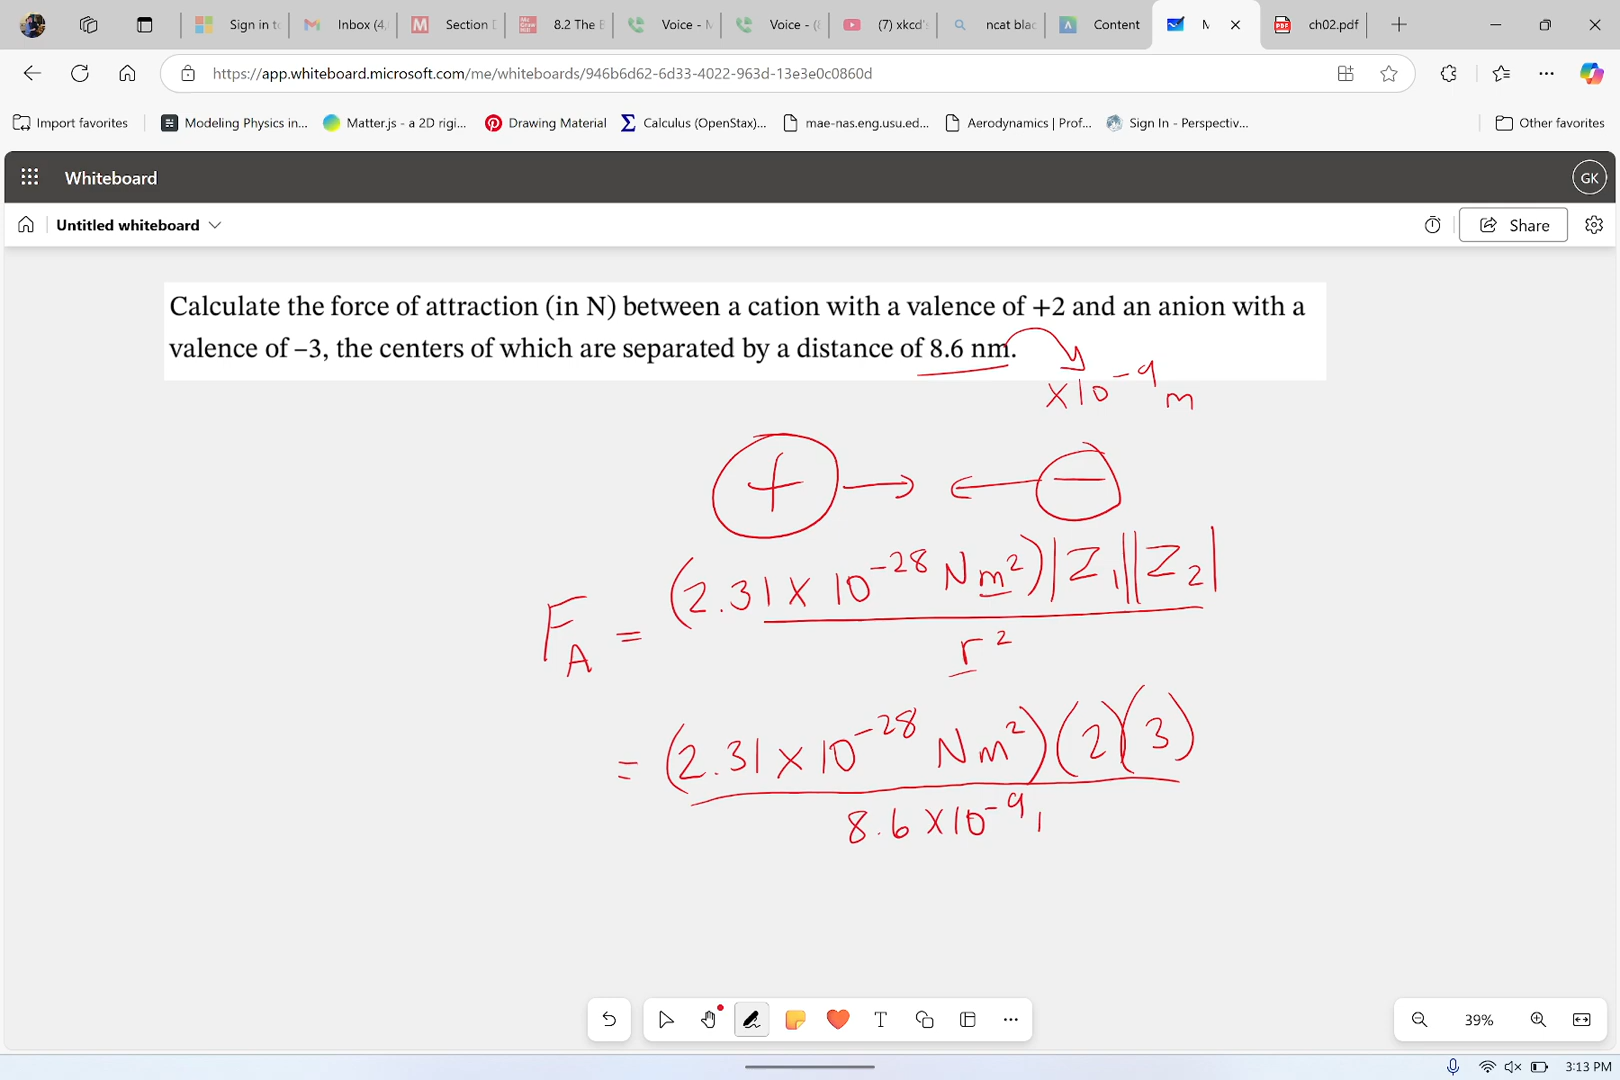 Sign in to
Inbox (4,
Section D
8.2 The B
Voice - M
Voice - (
(7) xkcd'
ncat blac
Content
M
ch02.pdf
https://app.whiteboard.microsoft.com/me/whiteboards/946b6d62-6d33-4022-963d-13e3e0c0860d
Import favorites
Modeling Physics in...
Matter.js - a 2D rigi...
Drawing Material
Calculus (OpenStax)...
mae-nas.eng.usu.ed...
Aerodynamics | Prof...
Sign In - Perspectiv...
Other favorites
Whiteboard
GK
Untitled whiteboard
Share
Calculate the force of attraction (in N) between a cation with a valence of +2 and an anion with a
valence of –3, the centers of which are separated by a distance of 8.6 nm.
x10⁻⁹ m
+ → ← −
F_A = (2.31 x 10⁻²⁸ N m²)|Z₁||Z₂|
r²
= (2.31 x 10⁻²⁸ N m²)(2)(3)
8.6 x 10⁻⁹
39%
3:13 PM